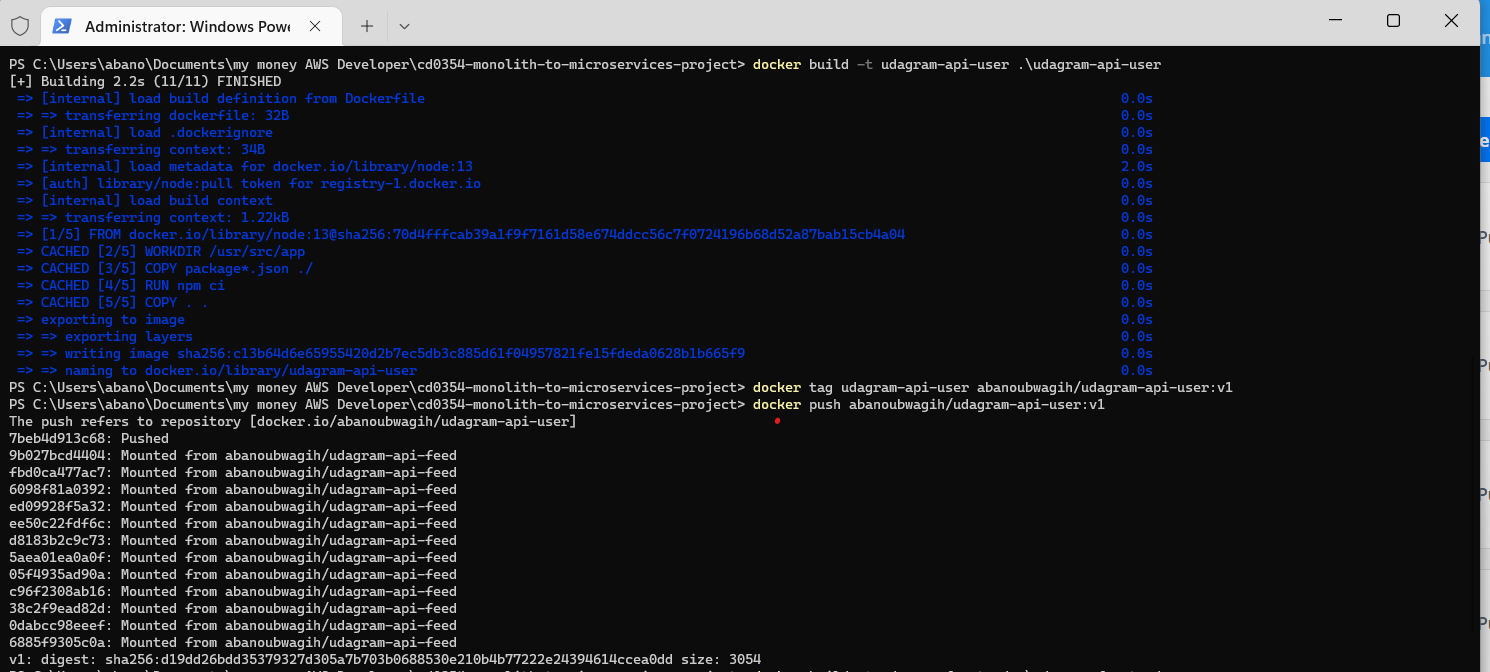 Administrator: Windows Powe
PS C:\Users\abano\Documents\my money AWS Developer\cd0354-monolith-to-microservices-project> docker build -t udagram-api-user .\udagram-api-user
[+] Building 2.2s (11/11) FINISHED
=> [internal] load build definition from Dockerfile 0.0s
=> => transferring dockerfile: 32B 0.0s
=> [internal] load .dockerignore 0.0s
=> => transferring context: 34B 0.0s
=> [internal] load metadata for docker.io/library/node:13 2.0s
=> [auth] library/node:pull token for registry-1.docker.io 0.0s
=> [internal] load build context 0.0s
=> => transferring context: 1.22kB 0.0s
=> [1/5] FROM docker.io/library/node:13@sha256:70d4fffcab39a1f9f7161d58e674ddcc56c7f0724196b68d52a87bab15cb4a04 0.0s
=> CACHED [2/5] WORKDIR /usr/src/app 0.0s
=> CACHED [3/5] COPY package*.json ./ 0.0s
=> CACHED [4/5] RUN npm ci 0.0s
=> CACHED [5/5] COPY . . 0.0s
=> exporting to image 0.0s
=> => exporting layers 0.0s
=> => writing image sha256:c13b64d6e65955420d2b7ec5db3c885d61f04957821fe15fdeda0628b1b665f9 0.0s
=> => naming to docker.io/library/udagram-api-user 0.0s
PS C:\Users\abano\Documents\my money AWS Developer\cd0354-monolith-to-microservices-project> docker tag udagram-api-user abanoubwagih/udagram-api-user:v1
PS C:\Users\abano\Documents\my money AWS Developer\cd0354-monolith-to-microservices-project> docker push abanoubwagih/udagram-api-user:v1
The push refers to repository [docker.io/abanoubwagih/udagram-api-user]
7beb4d913c68: Pushed
9b027bcd4404: Mounted from abanoubwagih/udagram-api-feed
fbd0ca477ac7: Mounted from abanoubwagih/udagram-api-feed
6098f81a0392: Mounted from abanoubwagih/udagram-api-feed
ed09928f5a32: Mounted from abanoubwagih/udagram-api-feed
ee50c22fdf6c: Mounted from abanoubwagih/udagram-api-feed
d8183b2c9c73: Mounted from abanoubwagih/udagram-api-feed
5aea01ea0a0f: Mounted from abanoubwagih/udagram-api-feed
05f4935ad90a: Mounted from abanoubwagih/udagram-api-feed
c96f2308ab16: Mounted from abanoubwagih/udagram-api-feed
38c2f9ead82d: Mounted from abanoubwagih/udagram-api-feed
0dabcc98eeef: Mounted from abanoubwagih/udagram-api-feed
6885f9305c0a: Mounted from abanoubwagih/udagram-api-feed
v1: digest: sha256:d19dd26bdd35379327d305a7b703b0686530e210b4b77222e24394614ccea0dd size: 3054